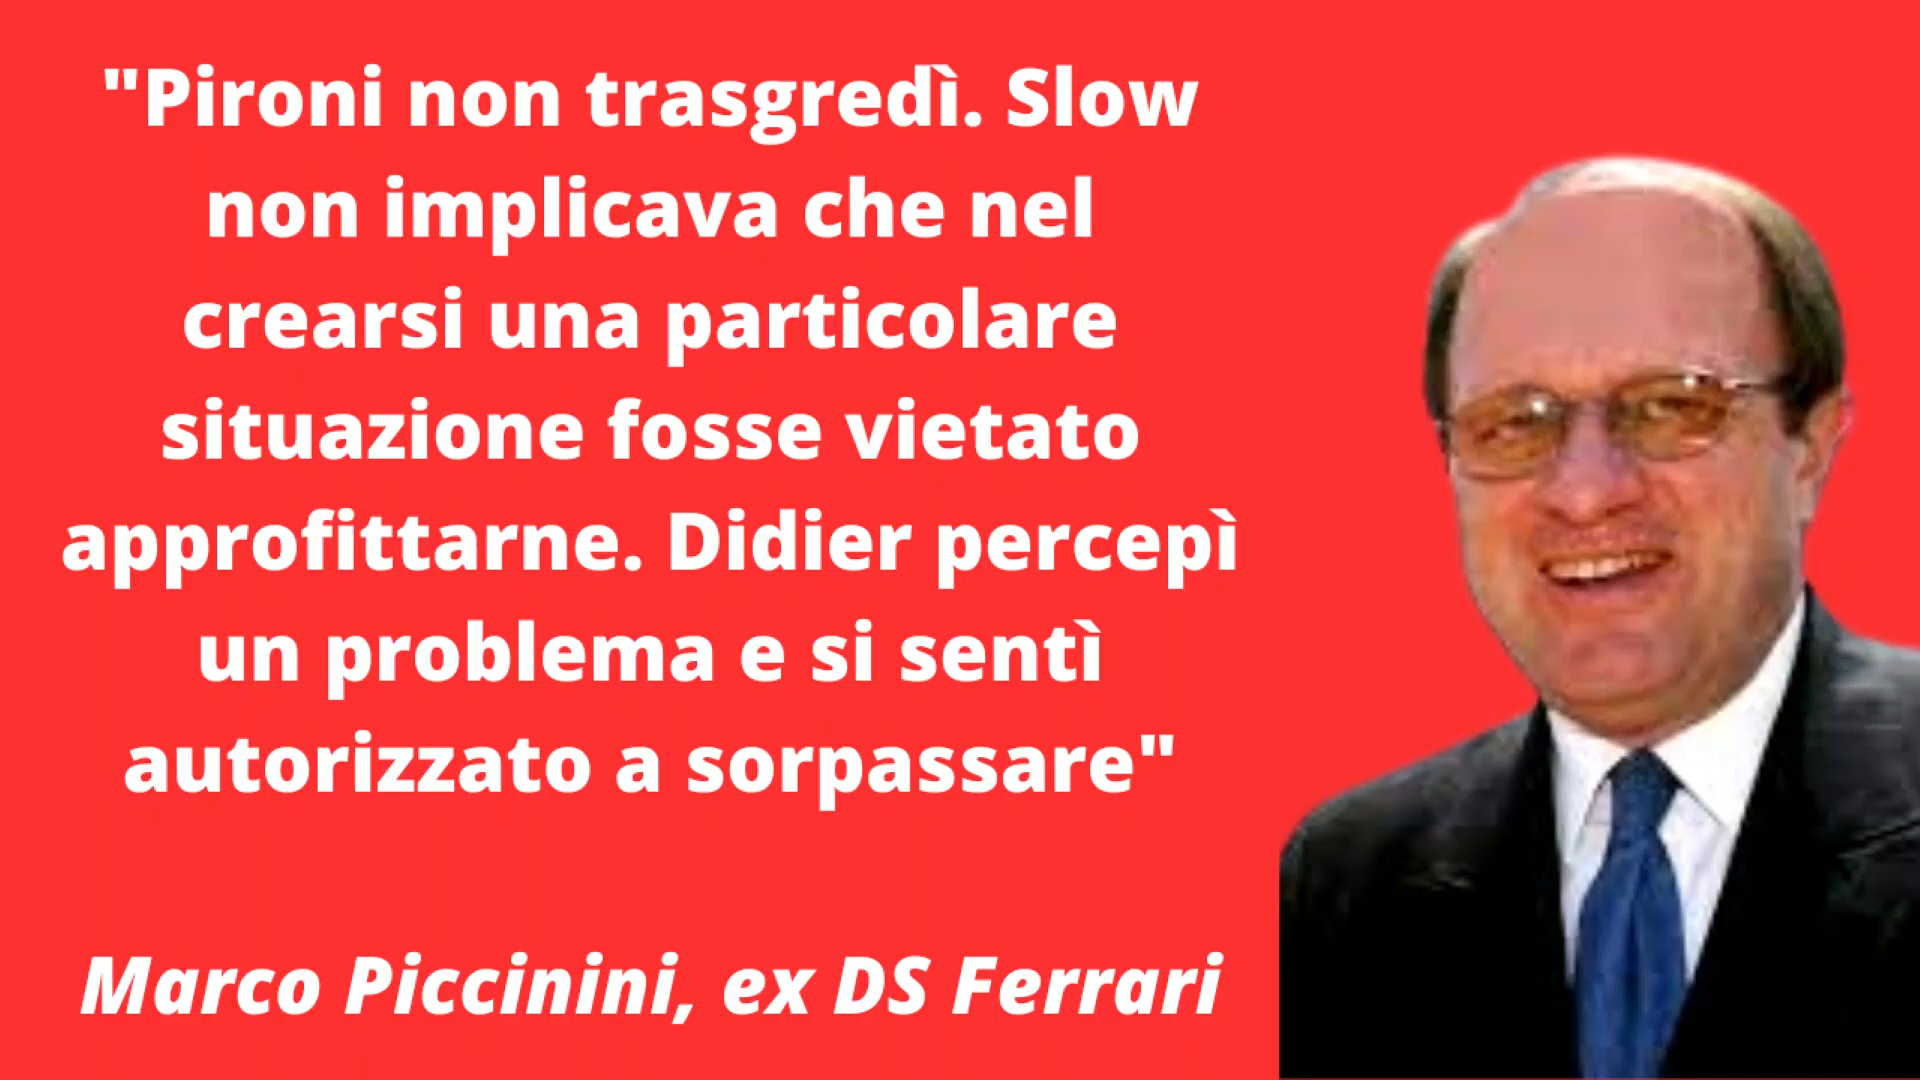 "Pironi non trasgredì. Slow
non implicava che nel
crearsi una particolare
situazione fosse vietato
approfittarne. Didier percepì
un problema e si sentì
autorizzato a sorpassare"
Marco Piccinini, ex DS Ferrari